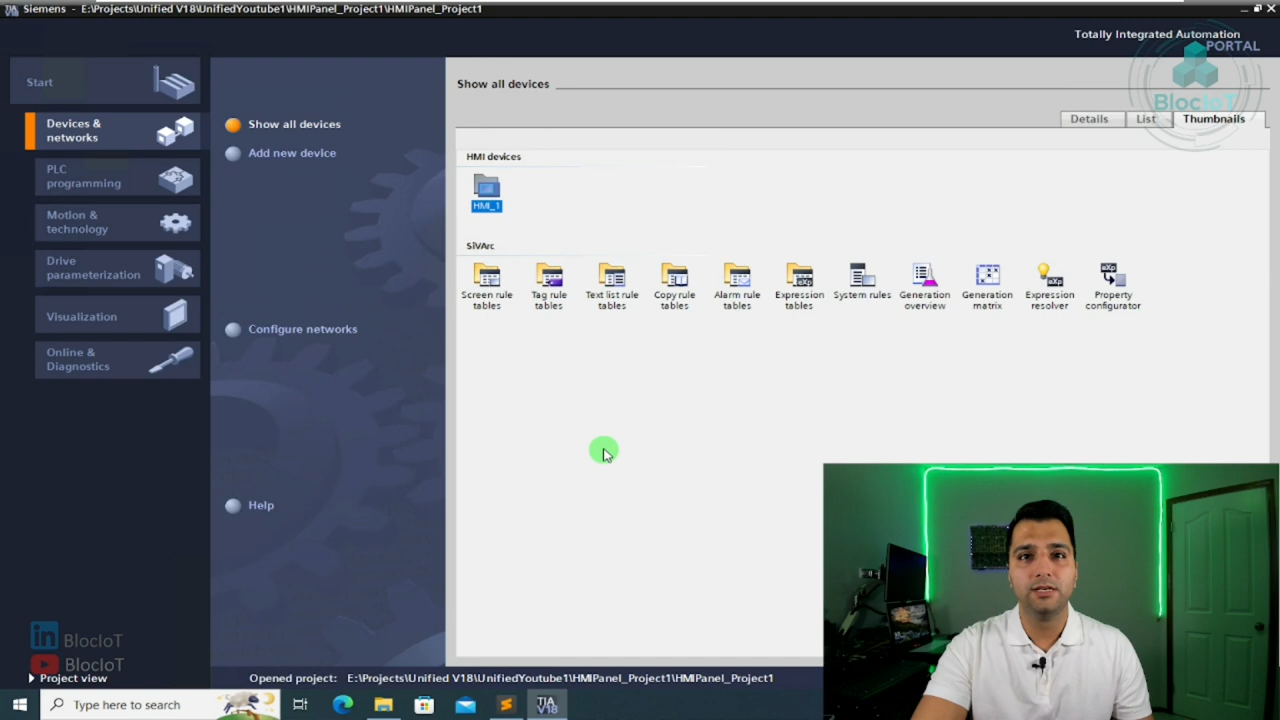 Siemens - E:\Projects\Unified V18\UnifiedYoutube1\HMIPanel_Project1\HMIPanel_Project1
Totally Integrated Automation
PORTAL
BlocIoT
Start
Devices &
networks
PLC
programming
Motion &
technology
Drive
parameterization
Visualization
Online &
Diagnostics
Show all devices
Add new device
Configure networks
Help
Show all devices
Details List Thumbnails
HMI devices
HMI_1
SiVArc
Screen rule
tables
Tag rule
tables
Text list rule
tables
Copy rule
tables
Alarm rule
tables
Expression
tables
System rules
Generation
overview
Generation
matrix
Expression
resolver
Property
configurator
in BlocIoT
BlocIoT
Project view
Opened project: E:\Projects\Unified V18\UnifiedYoutube1\HMIPanel_Project1\HMIPanel_Project1
Type here to search
TIA
V18